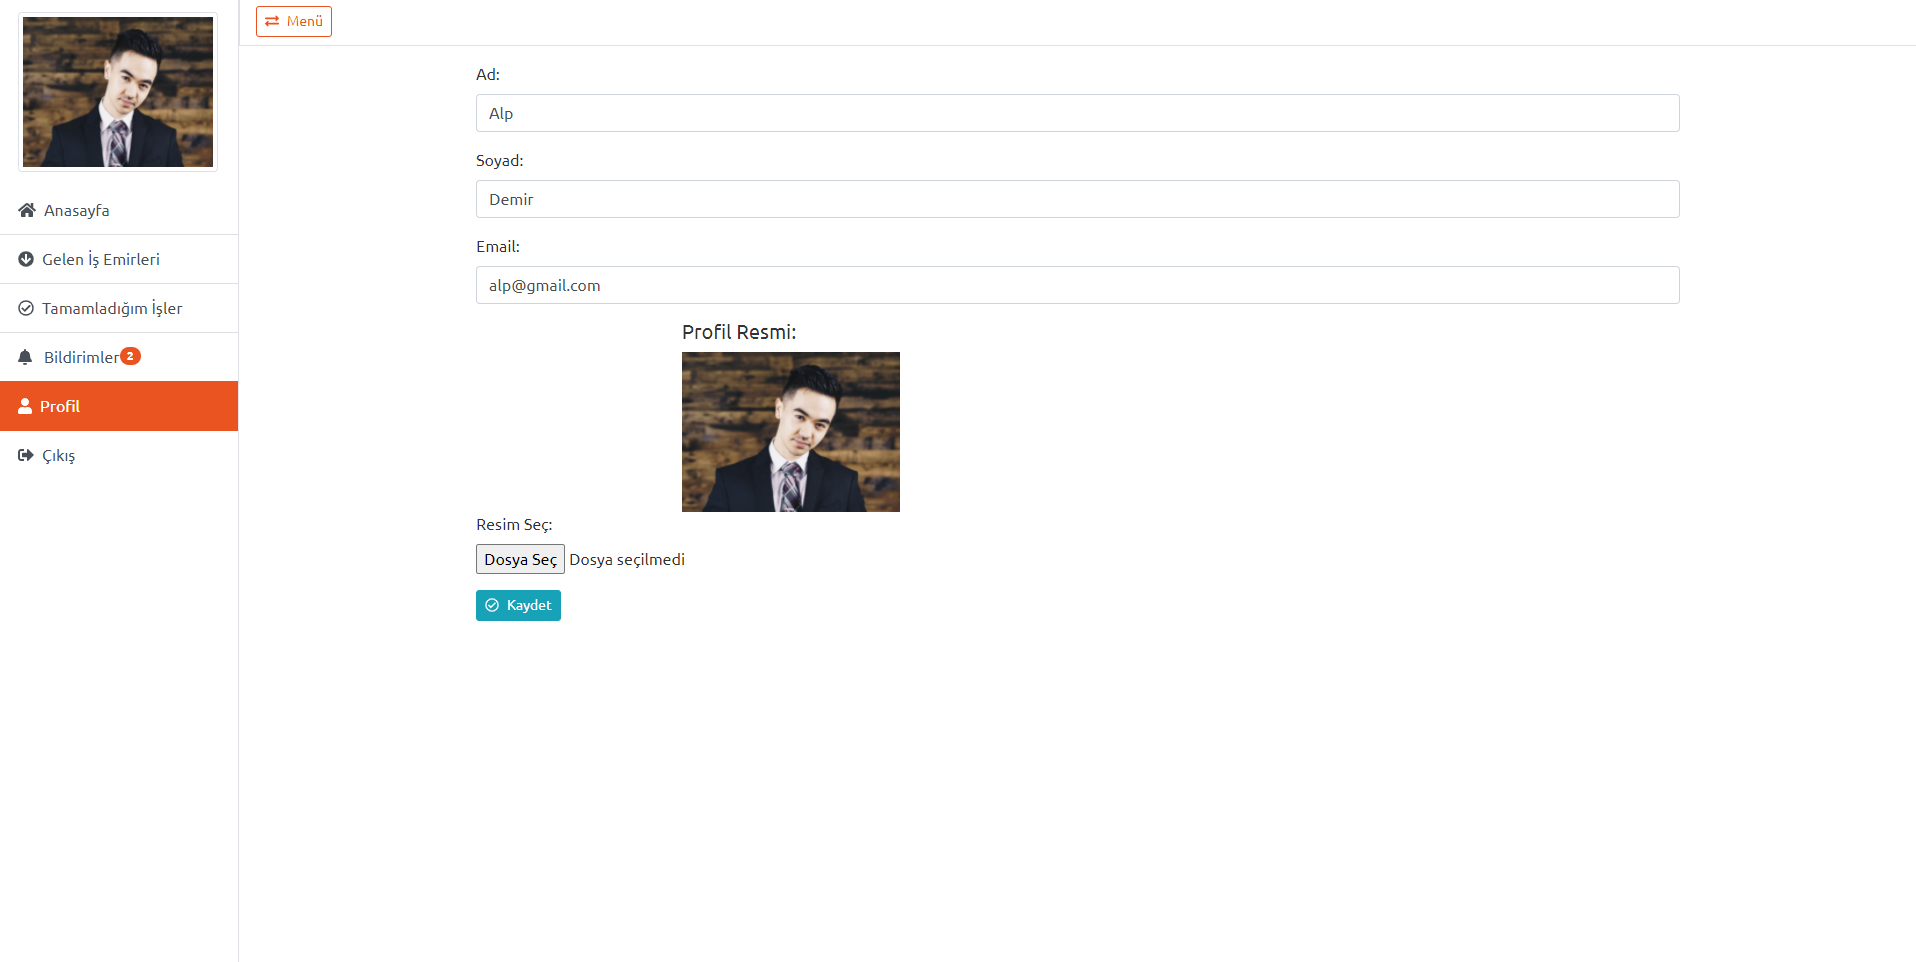 Menü
Anasayfa
Gelen İş Emirleri
Tamamladığım İşler
Bildirimler 2
Profil
Çıkış
Ad:
Alp
Soyad:
Demir
Email:
alp@gmail.com
Profil Resmi:
Resim Seç:
Dosya Seç Dosya seçilmedi
Kaydet